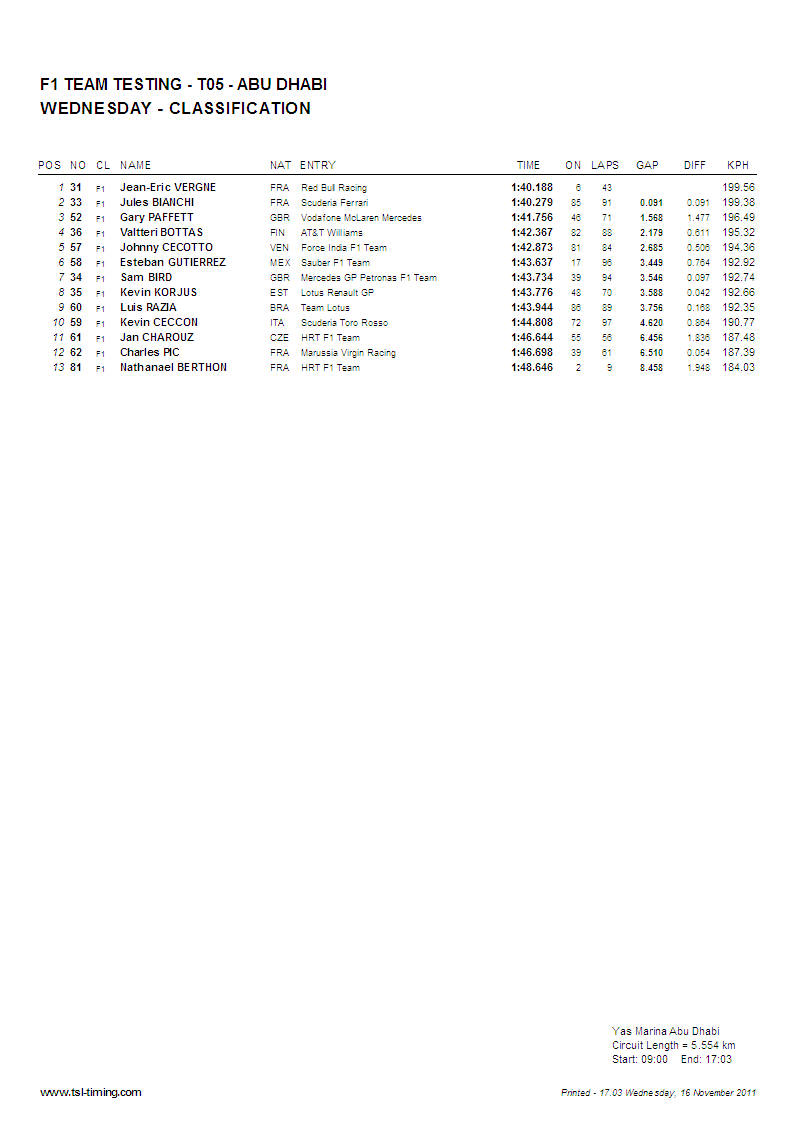 F1 TEAM TESTING - T05 - ABU DHABI
WEDNESDAY - CLASSIFICATION
POS NO CL NAME NAT ENTRY TIME ON LAPS GAP DIFF KPH
1 31 F1 Jean-Eric VERGNE FRA Red Bull Racing 1:40.188 6 43 199.56
2 33 F1 Jules BIANCHI FRA Scuderia Ferrari 1:40.279 85 91 0.091 0.091 199.38
3 52 F1 Gary PAFFETT GBR Vodafone McLaren Mercedes 1:41.756 46 71 1.568 1.477 196.49
4 36 F1 Valtteri BOTTAS FIN AT&T Williams 1:42.367 82 88 2.179 0.611 195.32
5 57 F1 Johnny CECOTTO VEN Force India F1 Team 1:42.873 81 84 2.685 0.506 194.36
6 58 F1 Esteban GUTIERREZ MEX Sauber F1 Team 1:43.637 17 96 3.449 0.764 192.92
7 34 F1 Sam BIRD GBR Mercedes GP Petronas F1 Team 1:43.734 39 94 3.546 0.097 192.74
8 35 F1 Kevin KORJUS EST Lotus Renault GP 1:43.776 48 70 3.588 0.042 192.66
9 60 F1 Luis RAZIA BRA Team Lotus 1:43.944 86 89 3.756 0.168 192.35
10 59 F1 Kevin CECCON ITA Scuderia Toro Rosso 1:44.808 72 97 4.620 0.864 190.77
11 61 F1 Jan CHAROUZ CZE HRT F1 Team 1:46.644 55 56 6.456 1.836 187.48
12 62 F1 Charles PIC FRA Marussia Virgin Racing 1:46.698 39 61 6.510 0.054 187.39
13 81 F1 Nathanael BERTHON FRA HRT F1 Team 1:48.646 2 9 8.458 1.948 184.03
Yas Marina Abu Dhabi
Circuit Length = 5.554 km
Start: 09:00 End: 17:03
www.tsl-timing.com Printed - 17:03 Wednesday, 16 November 2011